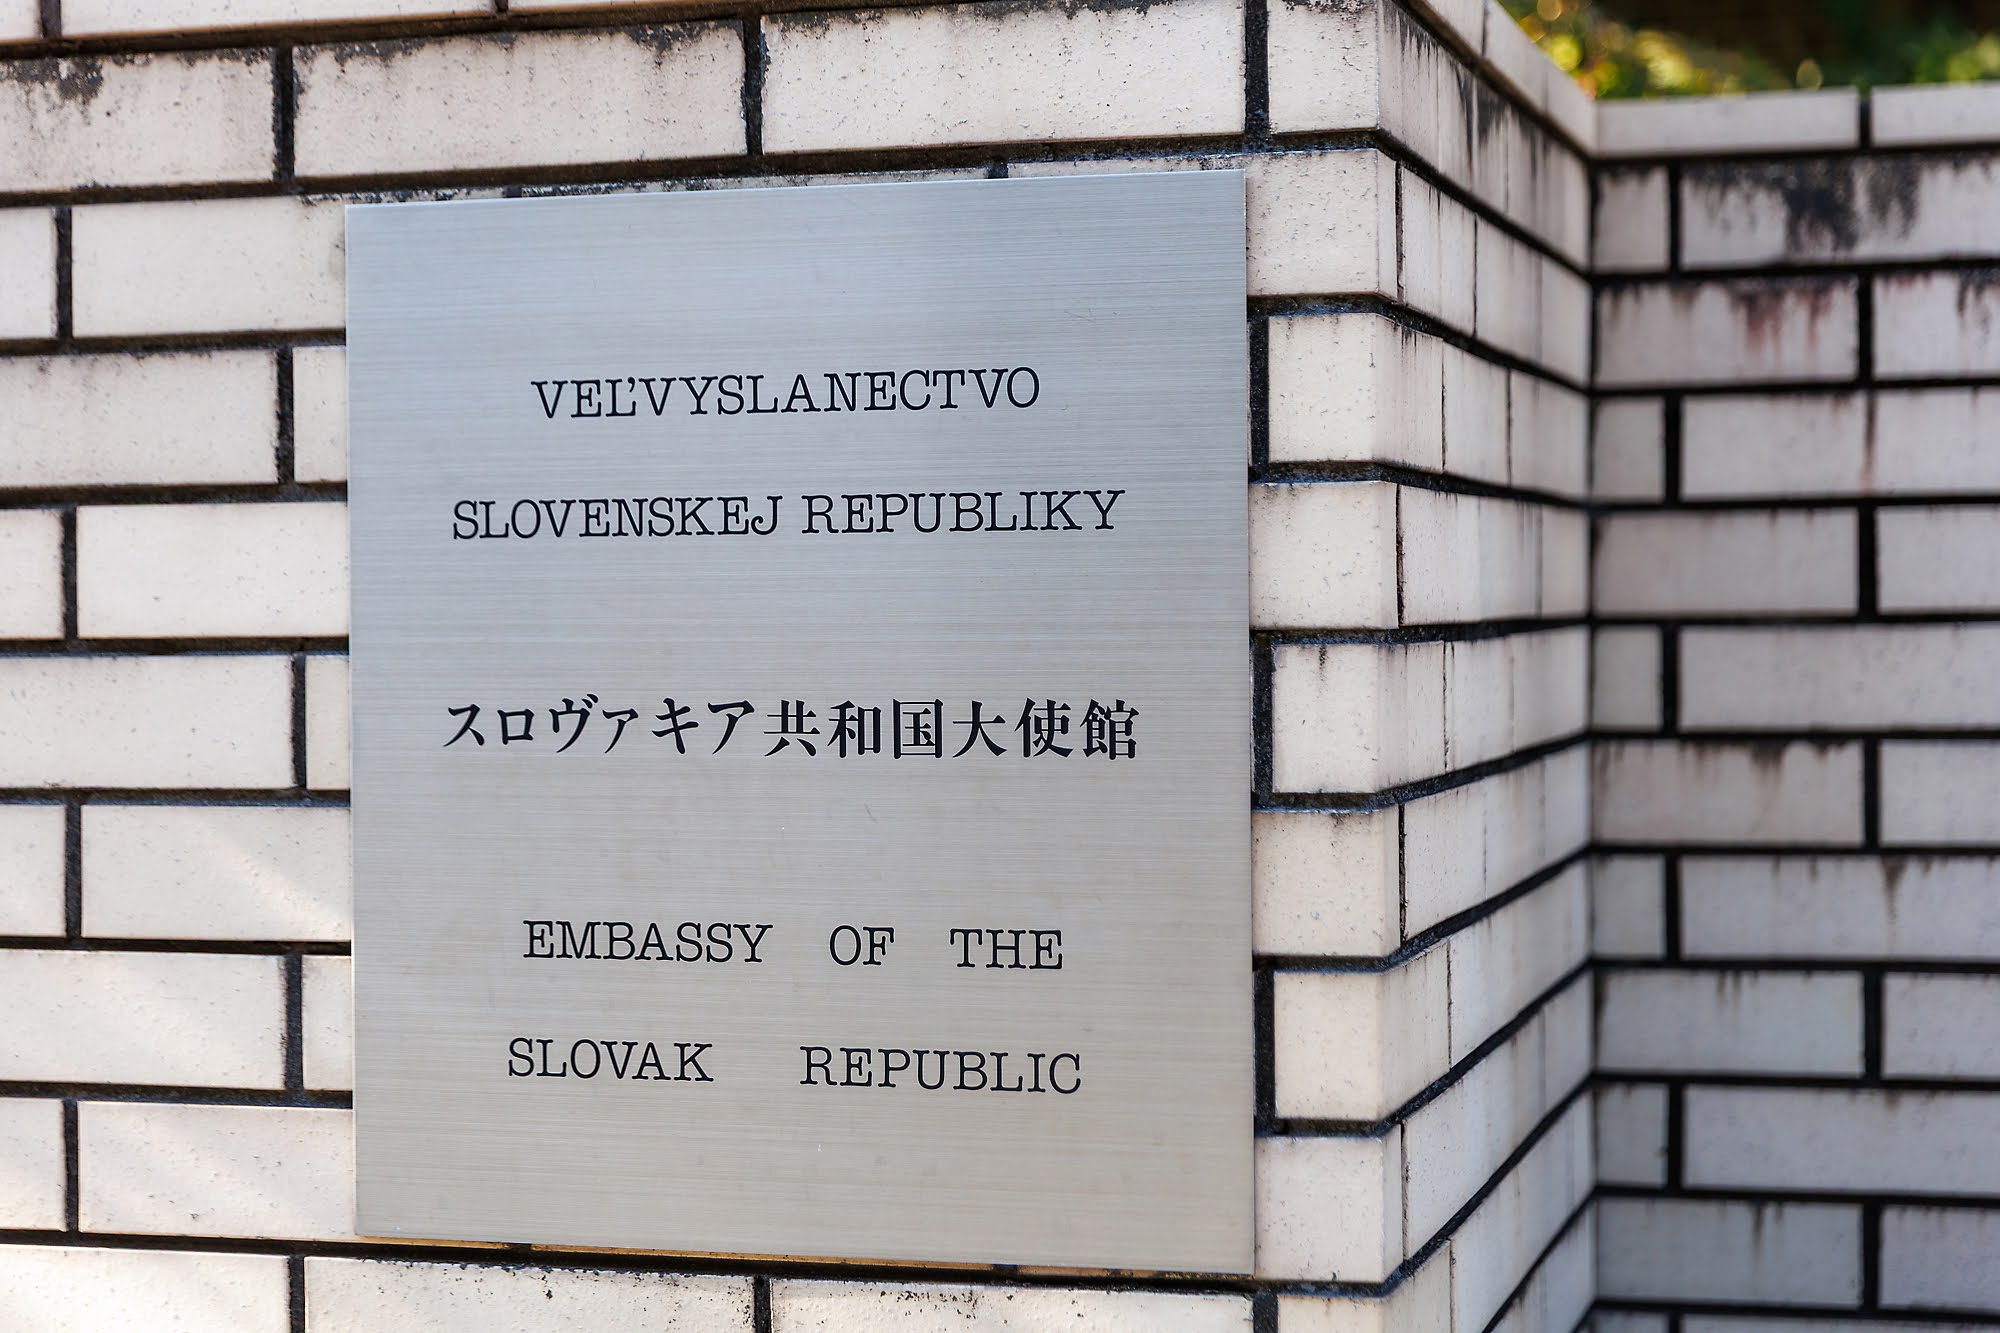 VEĽVYSLANECTVO
SLOVENSKEJ REPUBLIKY
スロヴァキア共和国大使館
EMBASSY OF THE
SLOVAK REPUBLIC